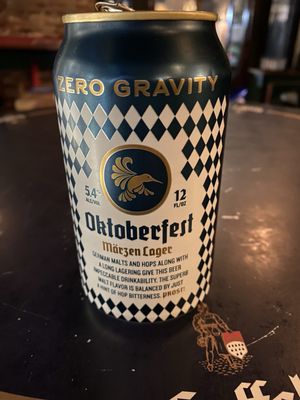 ZERO GRAVITY
5.4%
ALC/VOL
12
FL/OZ
Oktoberfest
Märzen Lager
GERMAN MALTS AND HOPS ALONG WITH
A LONG LAGERING GIVE THIS BEER
IMPECCABLE DRINKABILITY. THE SUPERB
MALT FLAVOR IS BALANCED BY JUST
A HINT OF HOP BITTERNESS. PROST!